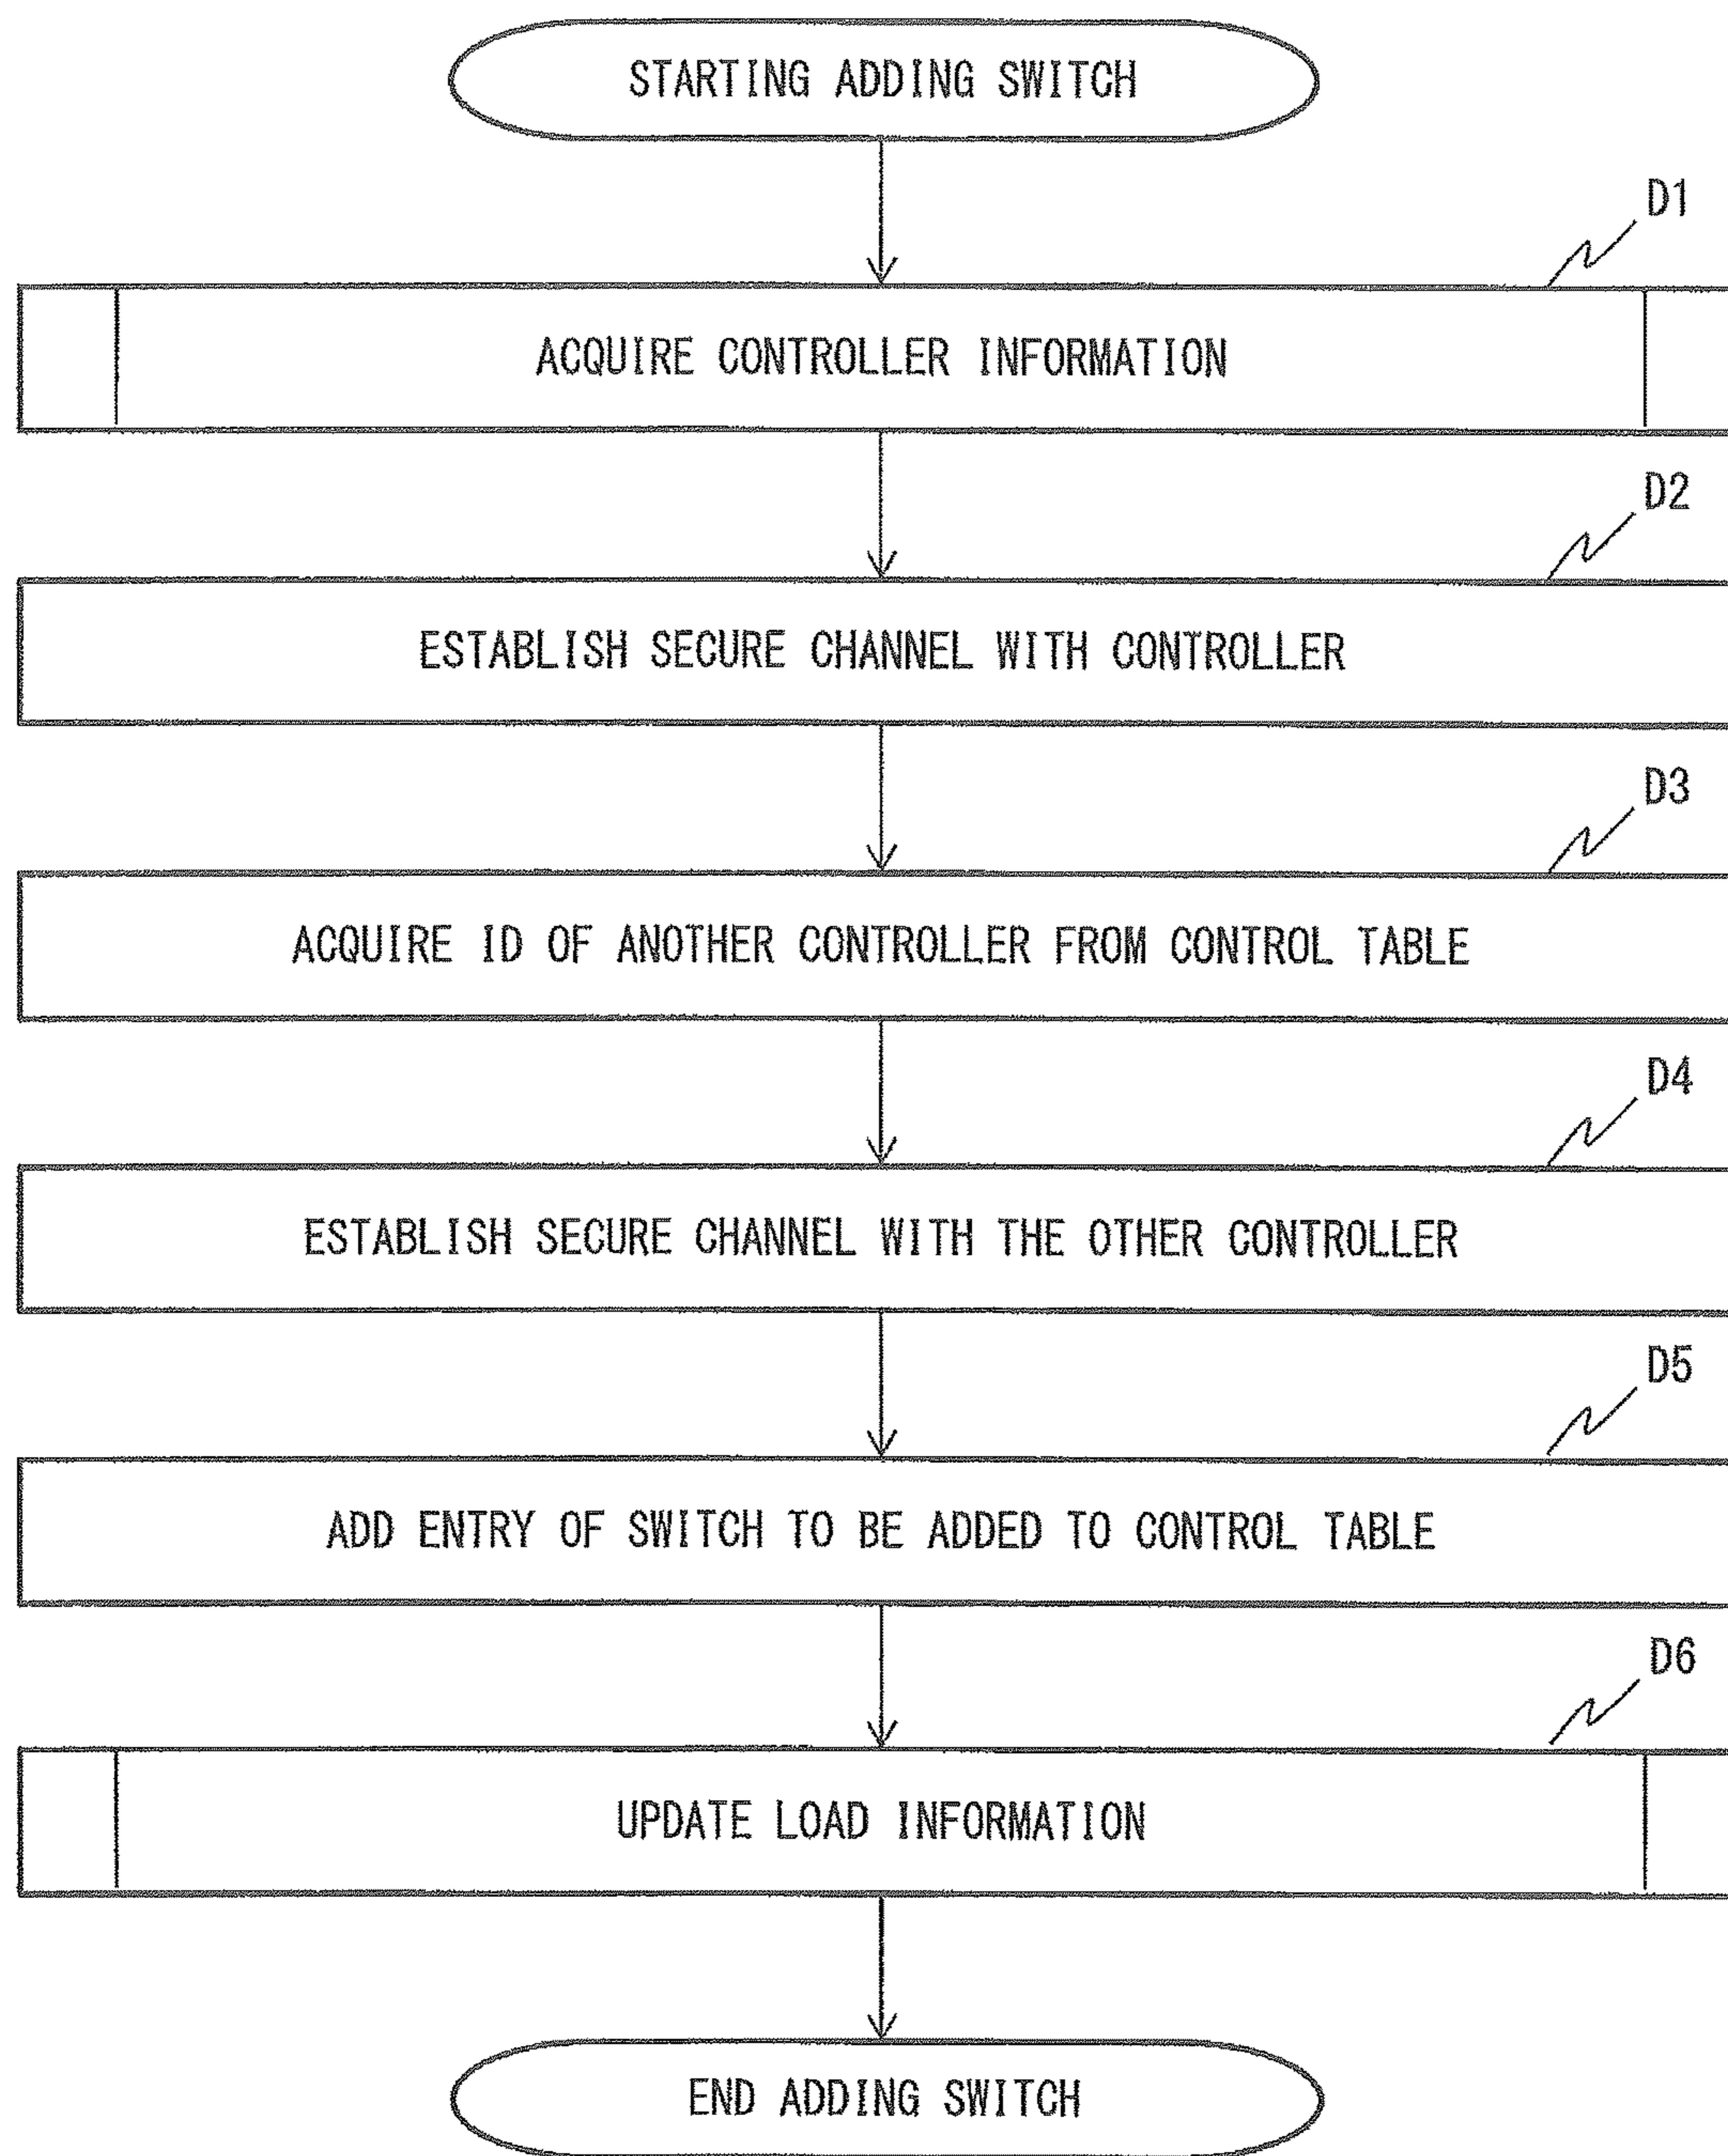 STARTING ADDING SWITCH
D1
ACQUIRE CONTROLLER INFORMATION
D2
ESTABLISH SECURE CHANNEL WITH CONTROLLER
D3
ACQUIRE ID OF ANOTHER CONTROLLER FROM CONTROL TABLE
D4
ESTABLISH SECURE CHANNEL WITH THE OTHER CONTROLLER
D5
ADD ENTRY OF SWITCH TO BE ADDED TO CONTROL TABLE
D6
UPDATE LOAD INFORMATION
END ADDING SWITCH